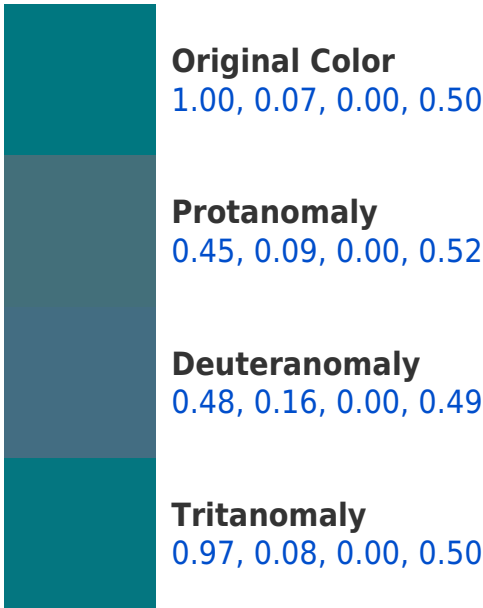 Original Color
1.00, 0.07, 0.00, 0.50
Protanomaly
0.45, 0.09, 0.00, 0.52
Deuteranomaly
0.48, 0.16, 0.00, 0.49
Tritanomaly
0.97, 0.08, 0.00, 0.50